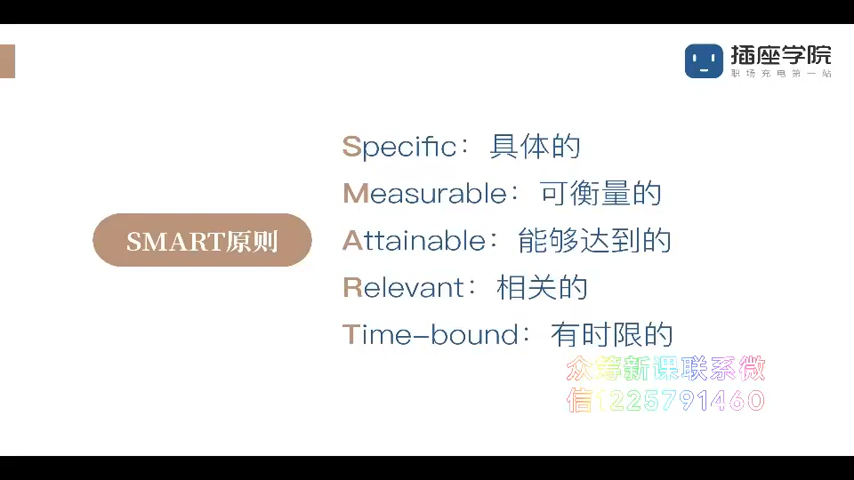 插座学院
职场充电第一站
Specific：具体的
Measurable：可衡量的
SMART原则
Attainable：能够达到的
Relevant：相关的
Time-bound：有时限的
众筹新课联系微
信1225791460